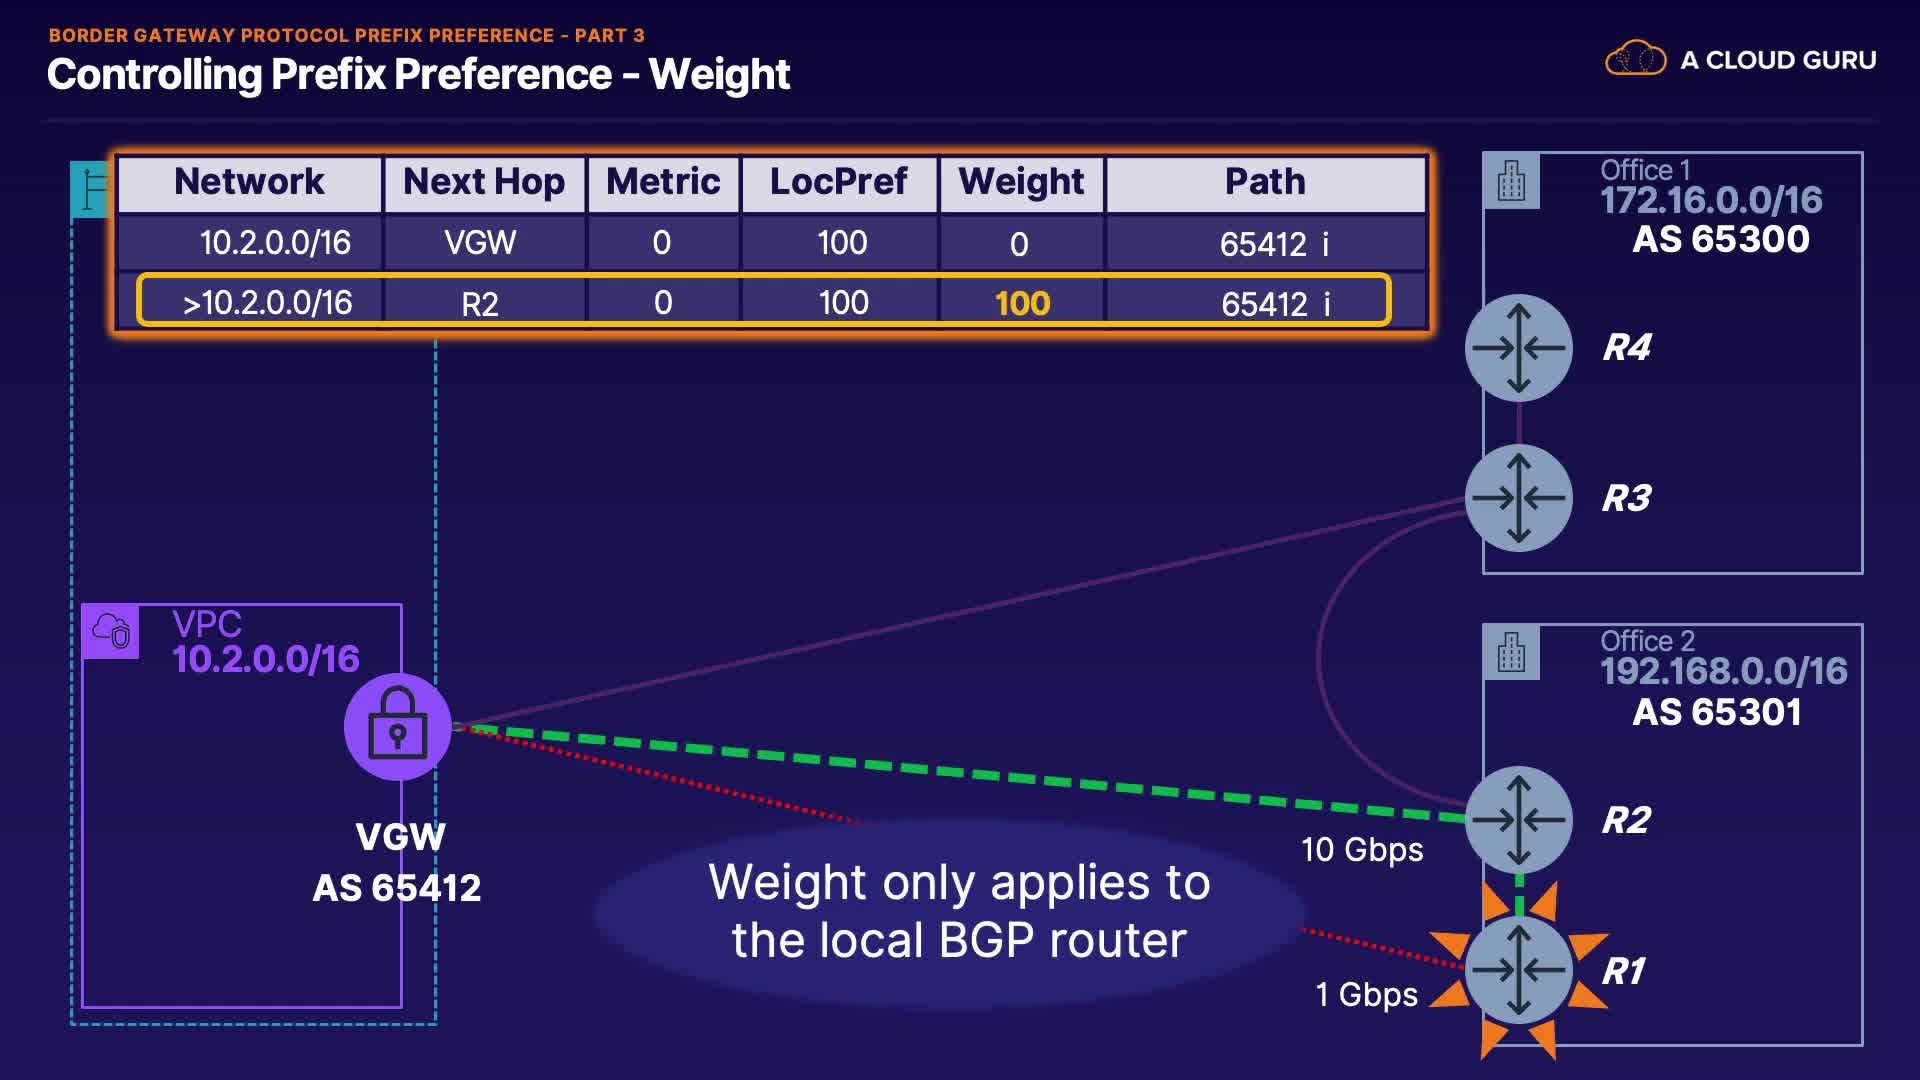 BORDER GATEWAY PROTOCOL PREFIX PREFERENCE - PART 3
Controlling Prefix Preference - Weight
A CLOUD GURU
Network Next Hop Metric LocPref Weight Path
10.2.0.0/16 VGW 0 100 0 65412 i
>10.2.0.0/16 R2 0 100 100 65412 i
Office 1
172.16.0.0/16
AS 65300
R4
R3
VPC
10.2.0.0/16
VGW
AS 65412
Office 2
192.168.0.0/16
AS 65301
R2
10 Gbps
Weight only applies to
the local BGP router
R1
1 Gbps